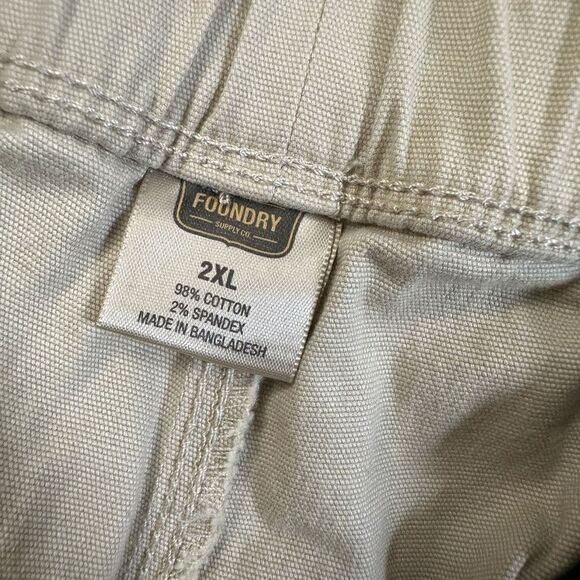 FOUNDRY
SUPPLY CO.
2XL
98% COTTON
2% SPANDEX
MADE IN BANGLADESH